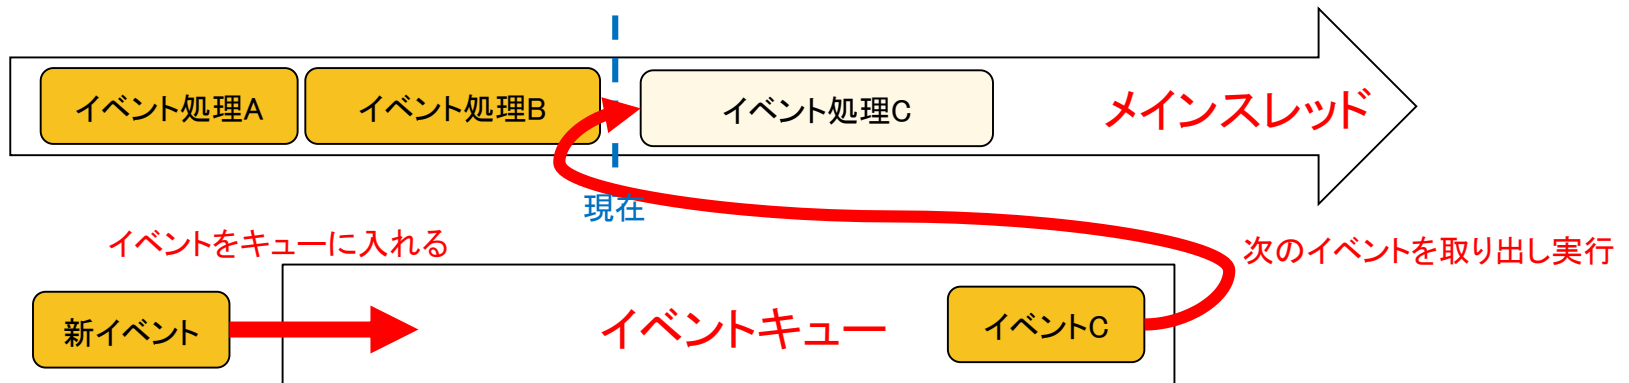 イベント処理A
イベント処理B
イベント処理C
メインスレッド
現在
イベントをキューに入れる
次のイベントを取り出し実行
新イベント
イベントキュー
イベントC